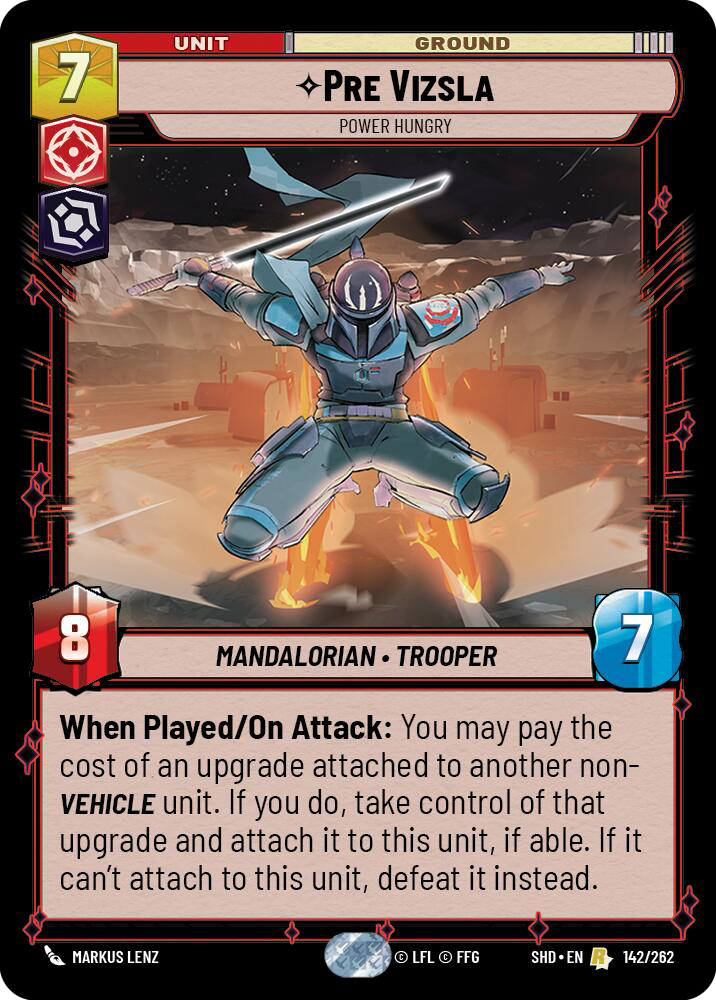 UNIT
GROUND
7
PRE VIZSLA
POWER HUNGRY
8
MANDALORIAN • TROOPER
7
When Played/On Attack: You may pay the
cost of an upgrade attached to another non-
VEHICLE unit. If you do, take control of that
upgrade and attach it to this unit, if able. If it
can't attach to this unit, defeat it instead.
MARKUS LENZ
© LFL © FFG
SHD • EN
R
142/262